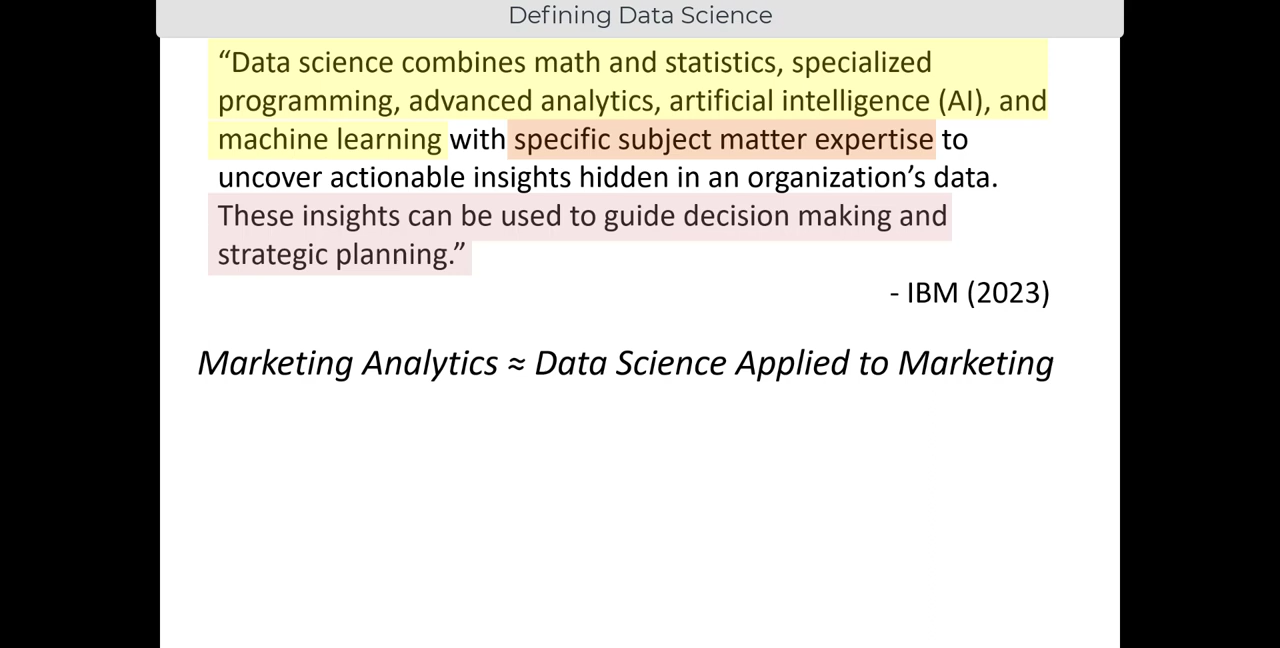 Defining Data Science
“Data science combines math and statistics, specialized
programming, advanced analytics, artificial intelligence (AI), and
machine learning with specific subject matter expertise to
uncover actionable insights hidden in an organization’s data.
These insights can be used to guide decision making and
strategic planning.”
- IBM (2023)
Marketing Analytics ≈ Data Science Applied to Marketing